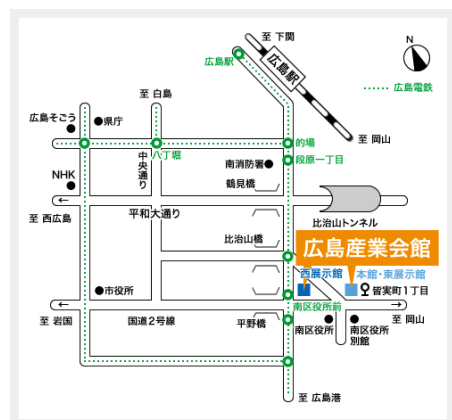 至 下関
N
広島駅
広島駅
広島電鉄
至 白島
広島そごう
県庁
至 岡山
的場
八丁堀
中央通り
南消防署
段原一丁目
NHK
鶴見橋
至 西広島
平和大通り
比治山トンネル
比治山橋
広島産業会館
西展示館
本館・東展示館
市役所
皆実町1丁目
南区役所前
至 岩国
国道2号線
平野橋
南区役所
南区役所
別館
至 岡山
至 広島港